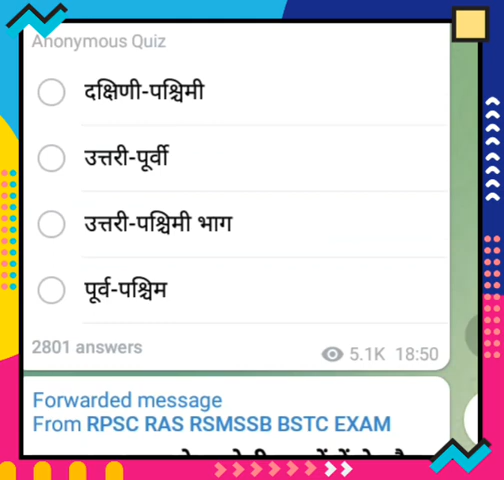 Anonymous Quiz
दक्षिणी-पश्चिमी
उत्तरी-पूर्वी
उत्तरी-पश्चिमी भाग
पूर्व-पश्चिम
2801 answers
5.1K 18:50
Forwarded message
From RPSC RAS RSMSSB BSTC EXAM